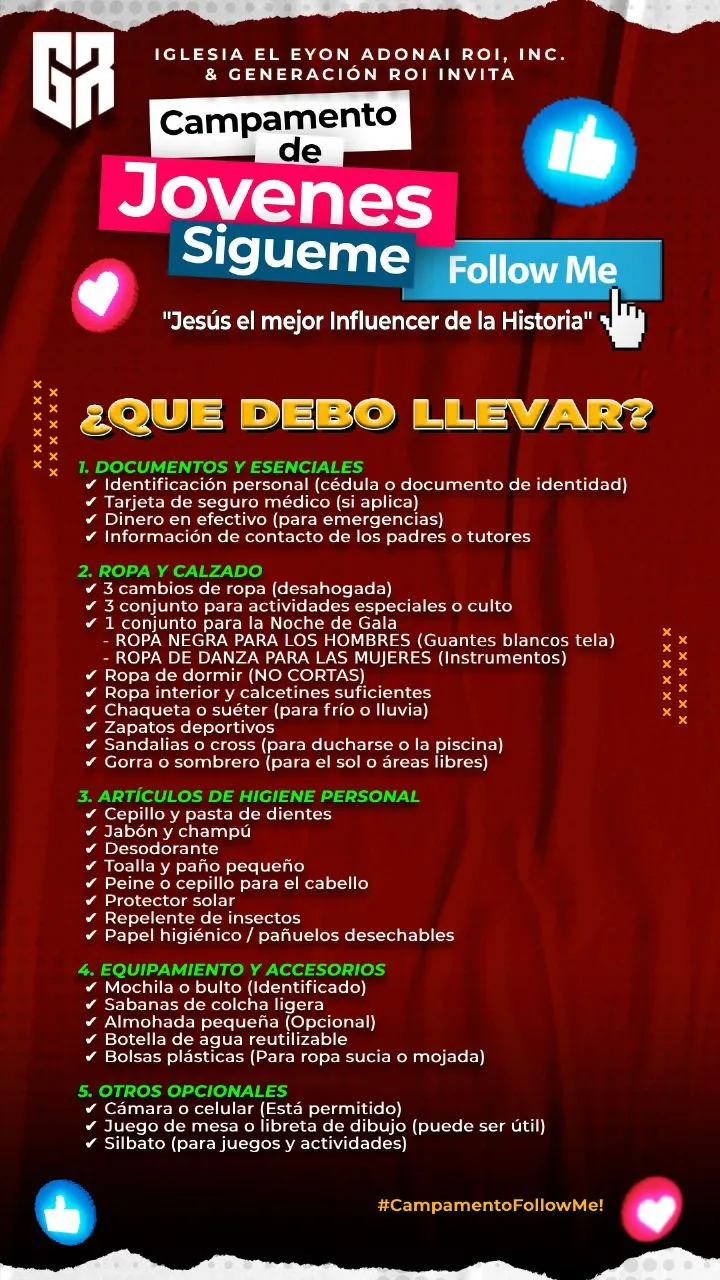 GR
IGLESIA EL EYON ADONAI ROI, INC.
& GENERACIÓN ROI INVITA
Campamento
de
Jovenes
Sigueme
Follow Me
"Jesús el mejor Influencer de la Historia"
¿QUE DEBO LLEVAR?
1. DOCUMENTOS Y ESENCIALES
✔ Identificación personal (cédula o documento de identidad)
✔ Tarjeta de seguro médico (si aplica)
✔ Dinero en efectivo (para emergencias)
✔ Información de contacto de los padres o tutores
2. ROPA Y CALZADO
✔ 3 cambios de ropa (desahogada)
✔ 3 conjunto para actividades especiales o culto
✔ 1 conjunto para la Noche de Gala
- ROPA NEGRA PARA LOS HOMBRES (Guantes blancos tela)
- ROPA DE DANZA PARA LAS MUJERES (Instrumentos)
✔ Ropa de dormir (NO CORTAS)
✔ Ropa interior y calcetines suficientes
✔ Chaqueta o suéter (para frío o lluvia)
✔ Zapatos deportivos
✔ Sandalias o cross (para ducharse o la piscina)
✔ Gorra o sombrero (para el sol o áreas libres)
3. ARTÍCULOS DE HIGIENE PERSONAL
✔ Cepillo y pasta de dientes
✔ Jabón y champú
✔ Desodorante
✔ Toalla y paño pequeño
✔ Peine o cepillo para el cabello
✔ Protector solar
✔ Repelente de insectos
✔ Papel higiénico / pañuelos desechables
4. EQUIPAMIENTO Y ACCESORIOS
✔ Mochila o bulto (Identificado)
✔ Sabanas de colcha ligera
✔ Almohada pequeña (Opcional)
✔ Botella de agua reutilizable
✔ Bolsas plásticas (Para ropa sucia o mojada)
5. OTROS OPCIONALES
✔ Cámara o celular (Está permitido)
✔ Juego de mesa o libreta de dibujo (puede ser útil)
✔ Silbato (para juegos y actividades)
#CampamentoFollowMe!